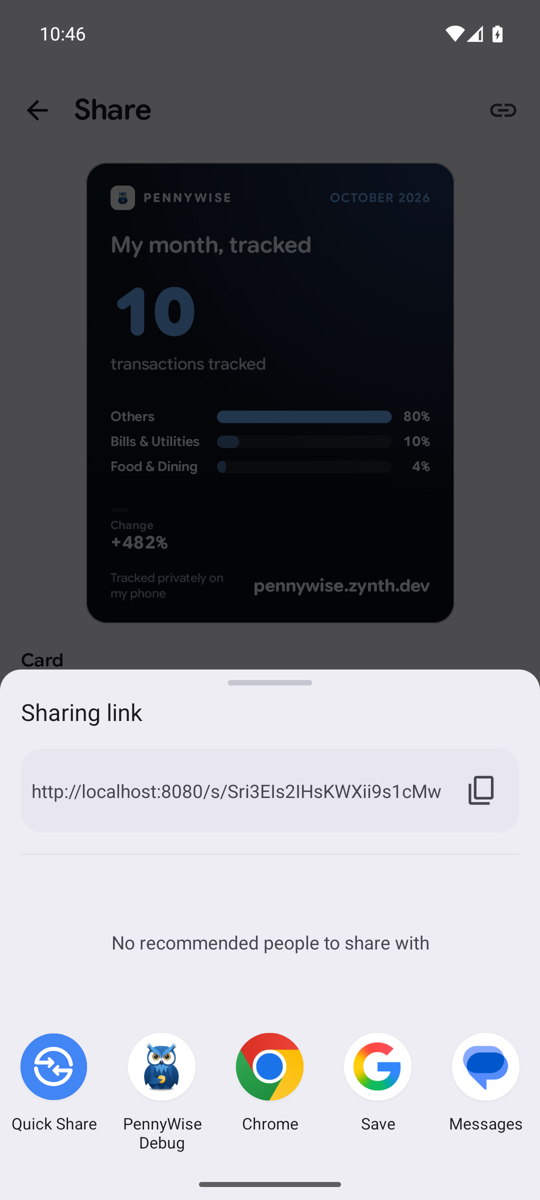 10:46
Share
PENNYWISE
OCTOBER 2026
My month, tracked
10
transactions tracked
Others 80%
Bills & Utilities 10%
Food & Dining 4%
Change
+482%
Tracked privately on
my phone
pennywise.zynth.dev
Card
Sharing link
http://localhost:8080/s/Sri3EIs2IHsKWXii9s1cMw
No recommended people to share with
Quick Share
PennyWise
Debug
Chrome
Save
Messages